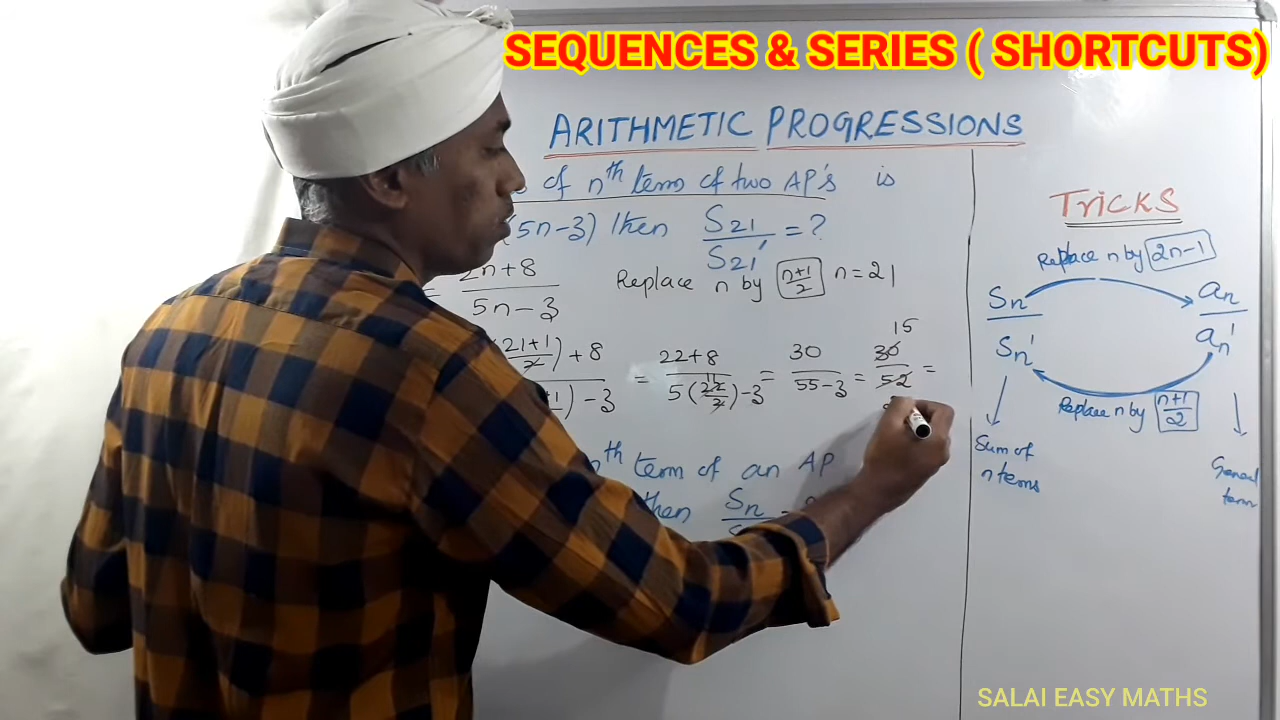 SEQUENCES & SERIES ( SHORTCUTS)
ARITHMETIC PROGRESSIONS
of nth term of two AP's is
(5n-3) then S21/S21' = ?
2n+8/5n-3 Replace n by n+1/2 n=21
(21+1/2)+8/)-3 = 22+8/5(22/2)-3 = 30/55-3 = 30/52 =
11
15
nth term of an AP
then Sn
TRICKS
Replace n by 2n-1
Sn/Sn' an/an'
Replace n by n+1/2
Sum of
n terms
General
term
SALAI EASY MATHS